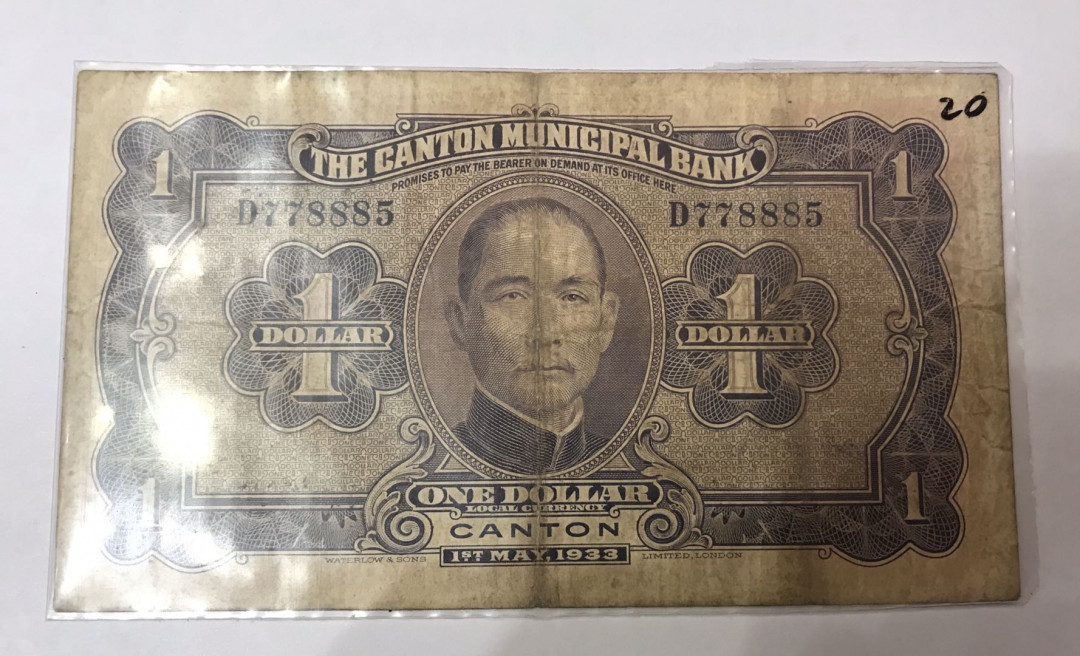 20
THE CANTON MUNICIPAL BANK
PROMISES TO PAY THE BEARER ON DEMAND AT ITS OFFICE HERE
1
1
D778885
D778885
1
DOLLAR
1
DOLLAR
1
1
ONE DOLLAR
LOCAL CURRENCY
CANTON
1ST MAY, 1933
WATERLOW & SONS LIMITED, LONDON